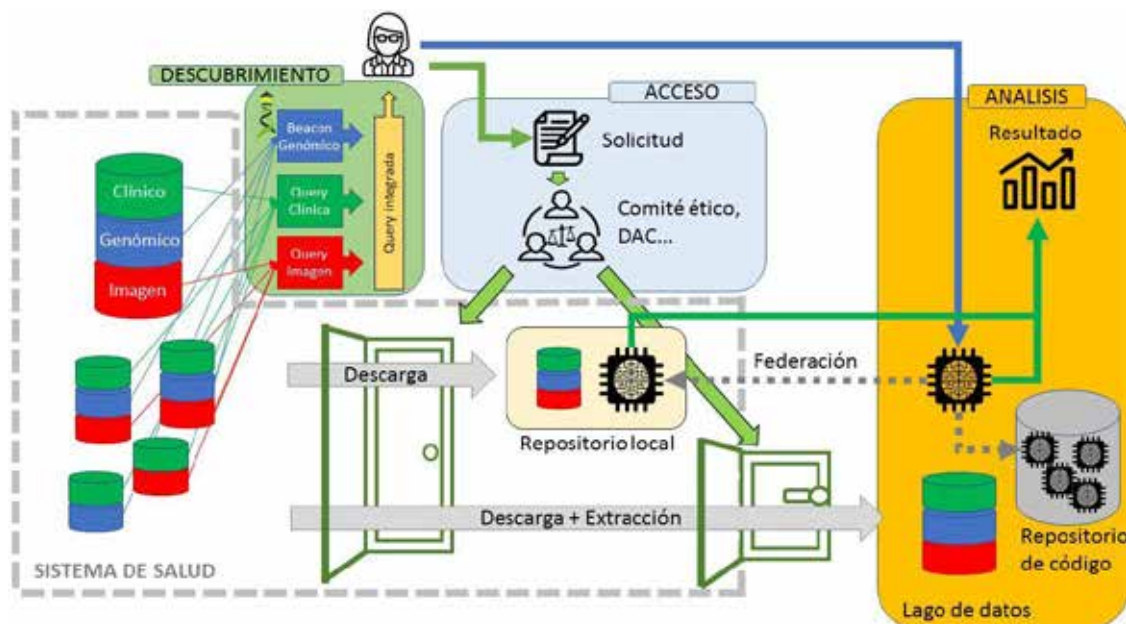 DESCUBRIMIENTO
Beacon
Genómico
Query
Clínica
Query
Imagen
Query integrada
ACCESO
Solicitud
Comité ético,
DAC...
ANALISIS
Resultado
Clínico
Genómico
Imagen
Descarga
Repositorio local
Federación
Descarga + Extracción
SISTEMA DE SALUD
Repositorio
de código
Lago de datos